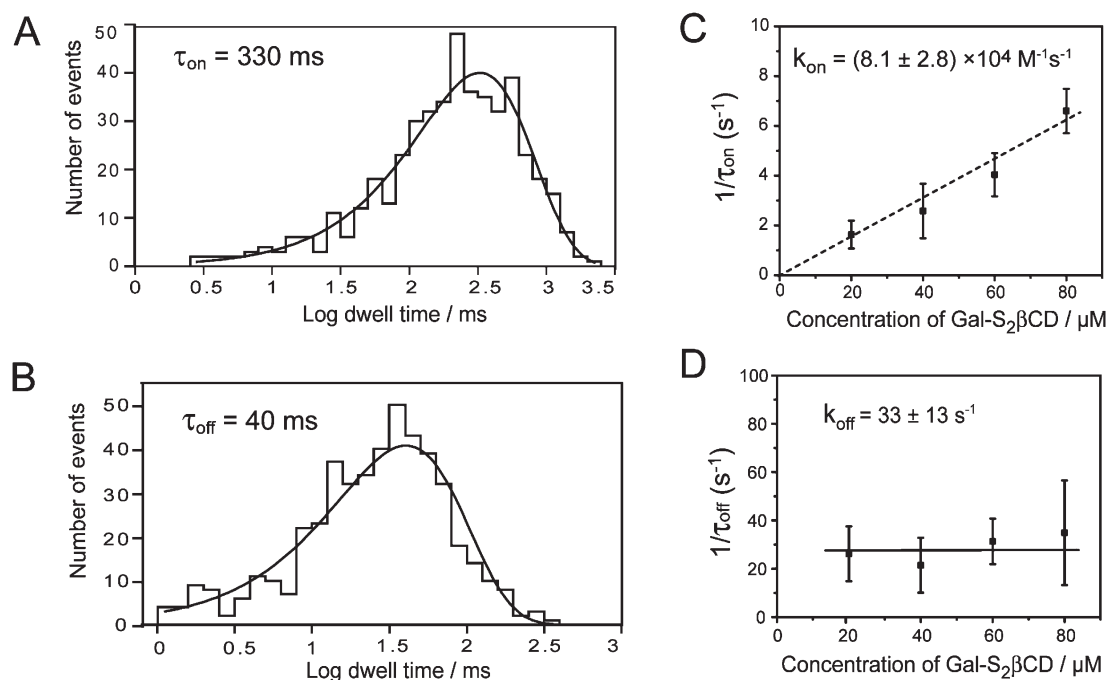 A
τon = 330 ms
Number of events
50
40
30
20
10
0
0 0.5 1 1.5 2 2.5 3 3.5
Log dwell time / ms
B
τoff = 40 ms
Number of events
50
40
30
20
10
0
0 0.5 1 1.5 2 2.5 3
Log dwell time / ms
C
kon = (8.1 ± 2.8) ×10⁴ M⁻¹s⁻¹
1/τon (s⁻¹)
10
8
6
4
2
0
0 20 40 60 80
Concentration of Gal-S₂βCD / µM
D
koff = 33 ± 13 s⁻¹
1/τoff (s⁻¹)
100
80
60
40
20
0
0 20 40 60 80
Concentration of Gal-S₂βCD / µM